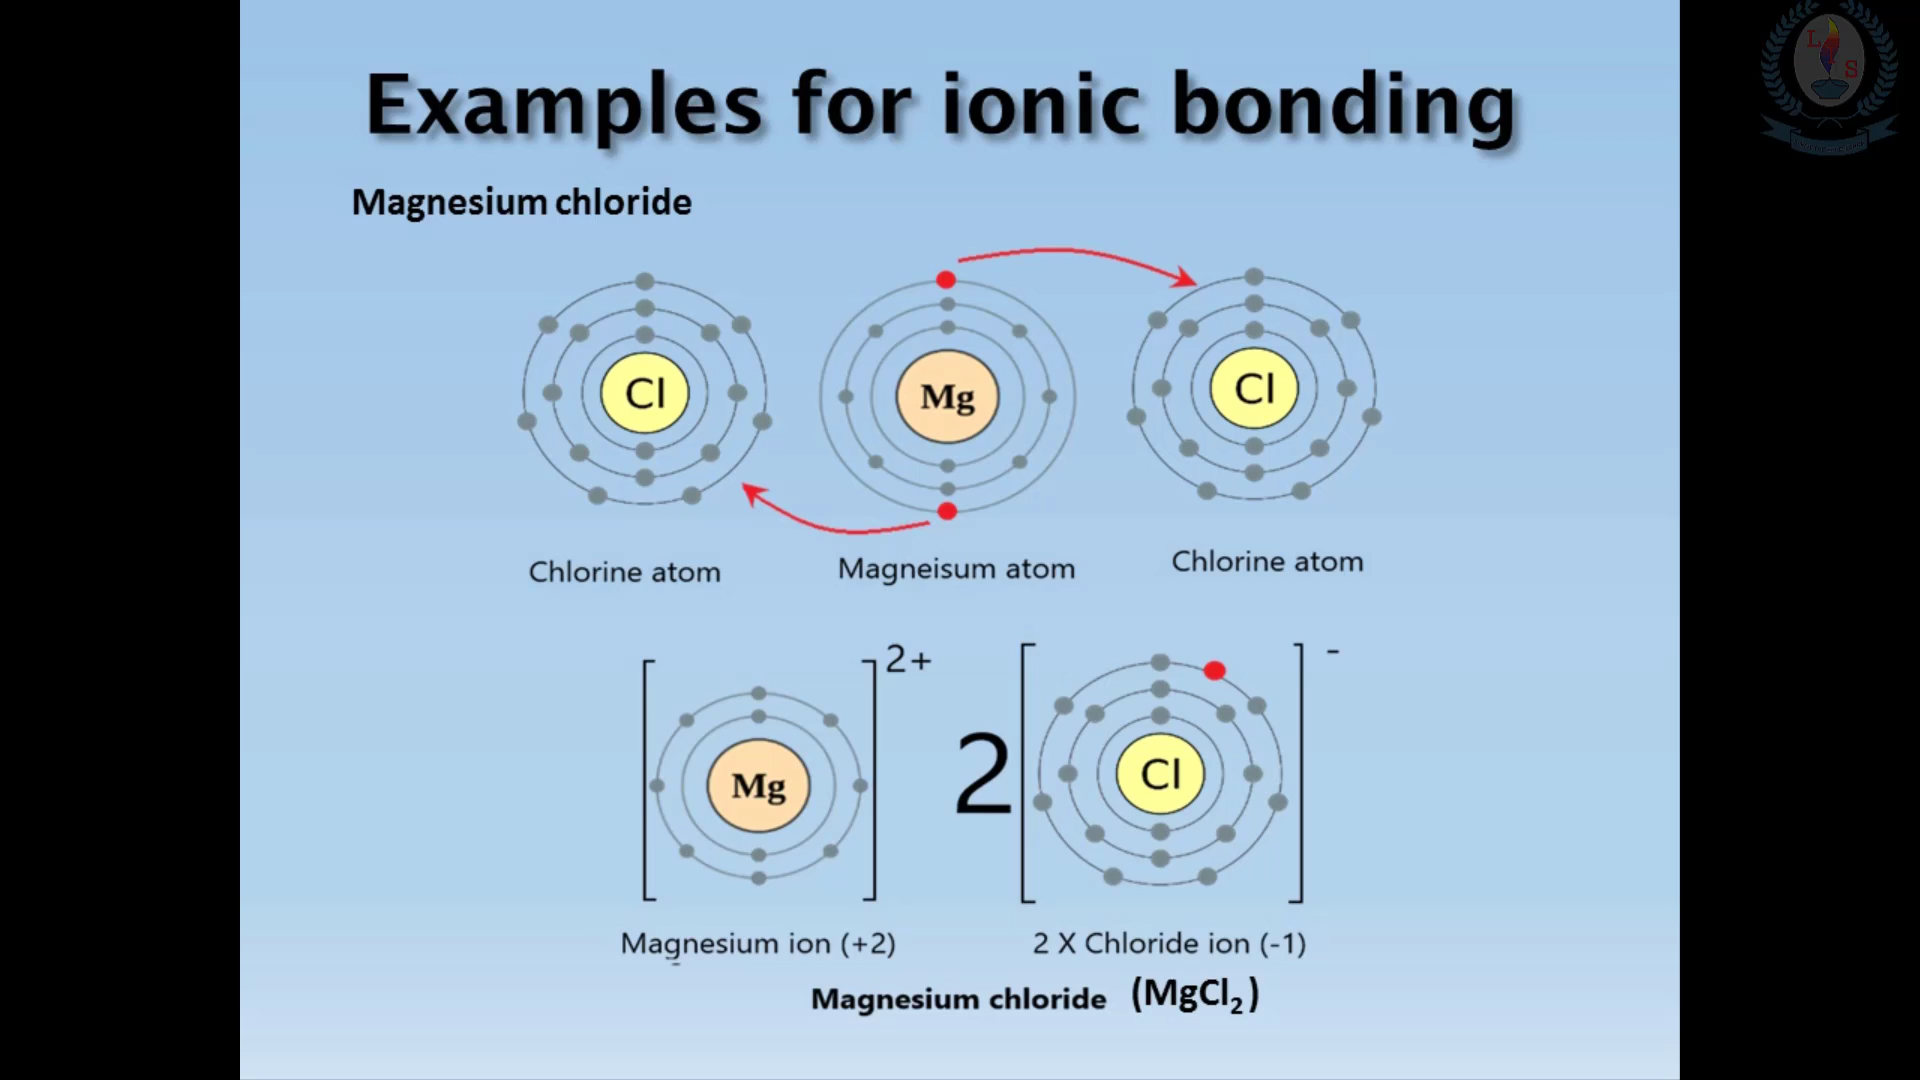 Examples for ionic bonding
L
S
Magnesium chloride
Cl
Mg
Cl
Chlorine atom
Magneisum atom
Chlorine atom
2+
-
Mg
2
Cl
Magnesium ion (+2)
2 X Chloride ion (-1)
Magnesium chloride (MgCl₂)